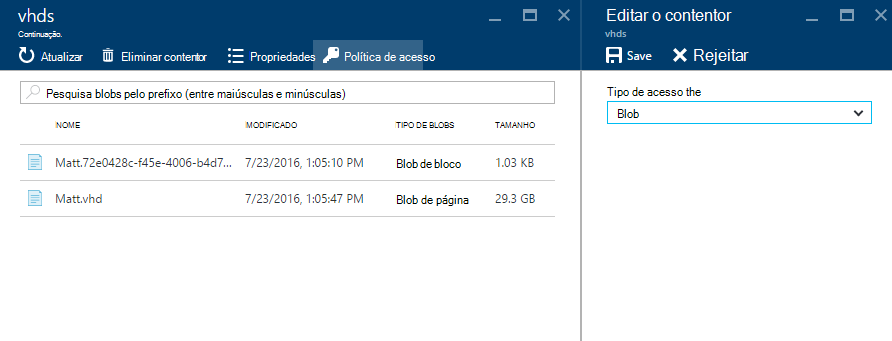 vhds
Continuação.
Atualizar Eliminar contentor Propriedades Política de acesso
Pesquisa blobs pelo prefixo (entre maiúsculas e minúsculas)
NOME MODIFICADO TIPO DE BLOBS TAMANHO
Matt.72e0428c-f45e-4006-b4d7... 7/23/2016, 1:05:10 PM Blob de bloco 1.03 KB
Matt.vhd 7/23/2016, 1:05:47 PM Blob de página 29.3 GB
Editar o contentor
vhds
Save Rejeitar
Tipo de acesso the
Blob